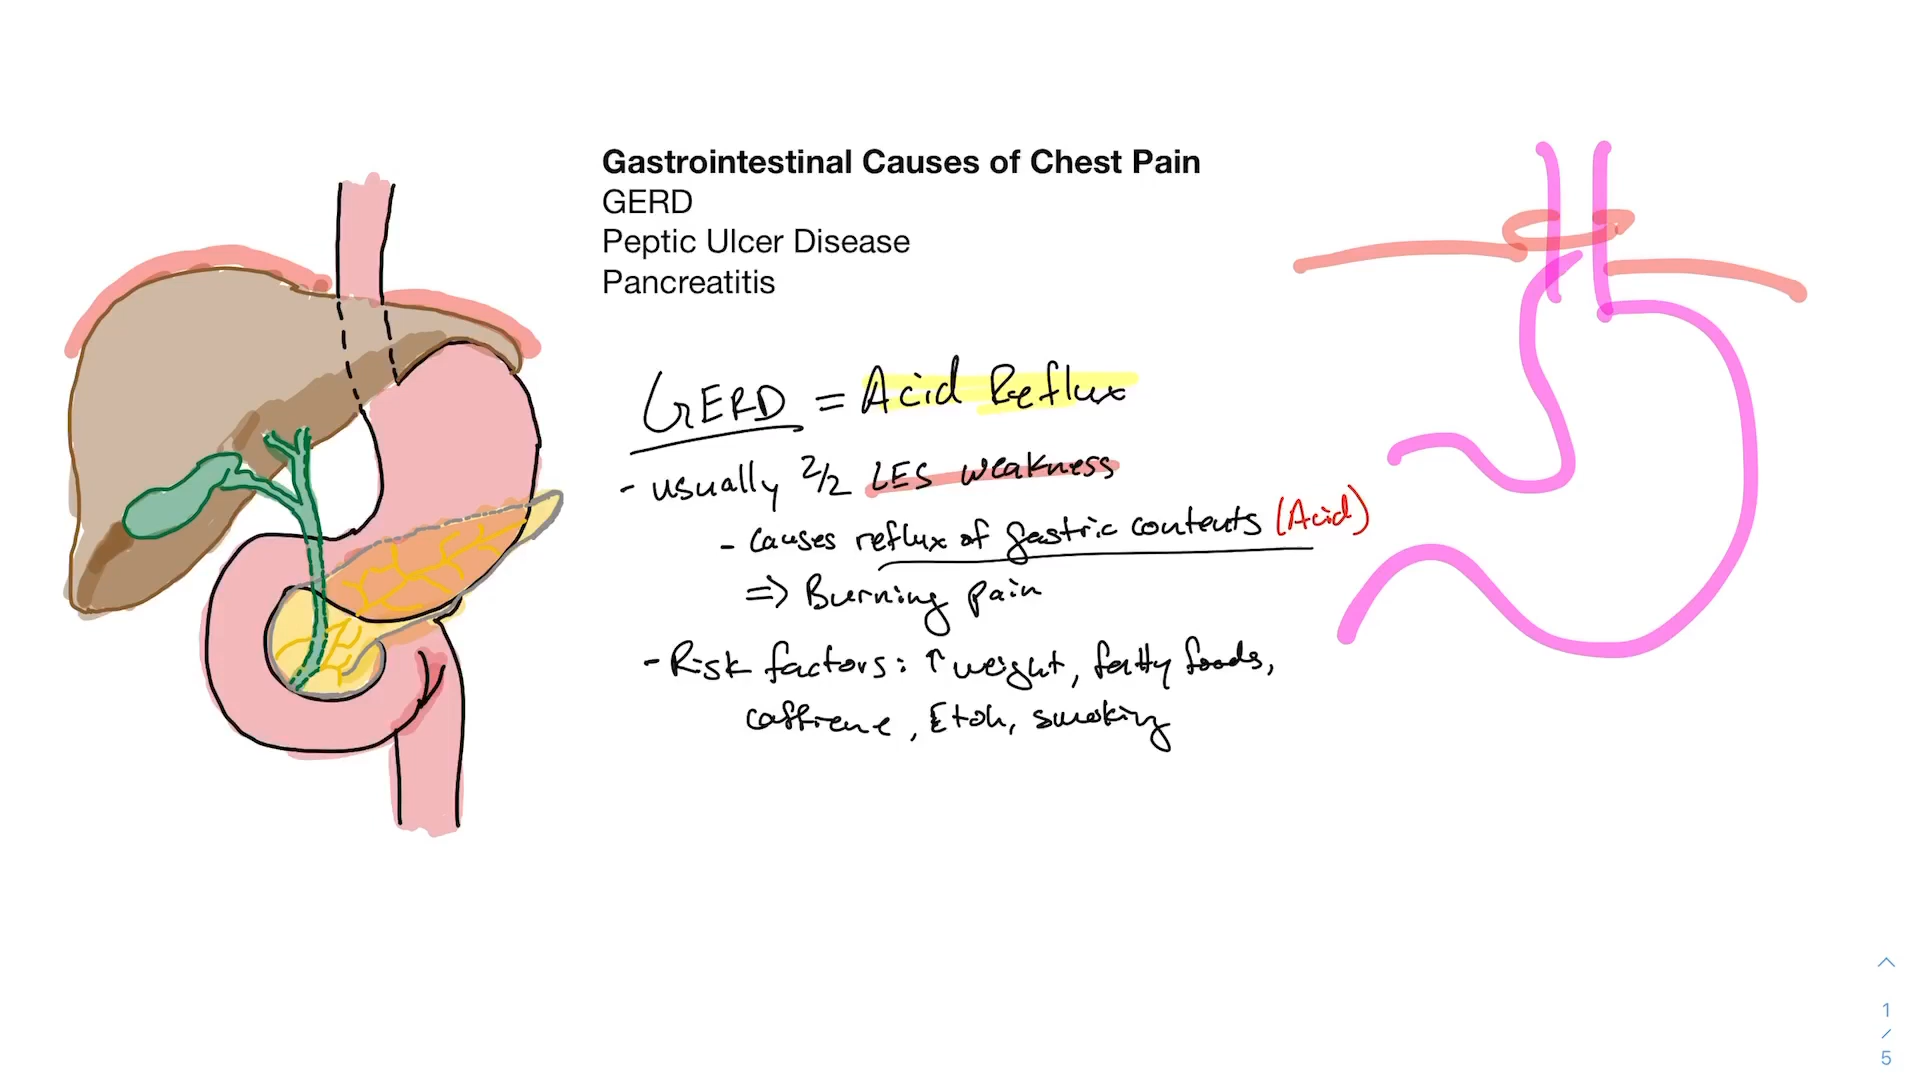 Gastrointestinal Causes of Chest Pain
GERD
Peptic Ulcer Disease
Pancreatitis
GERD = Acid Reflux
- usually 2/2 LES weakness
- causes reflux of gastric contents (Acid)
=> Burning pain
- Risk factors: ↑ weight, fatty foods,
caffiene, Etoh, smoking
1
/
5